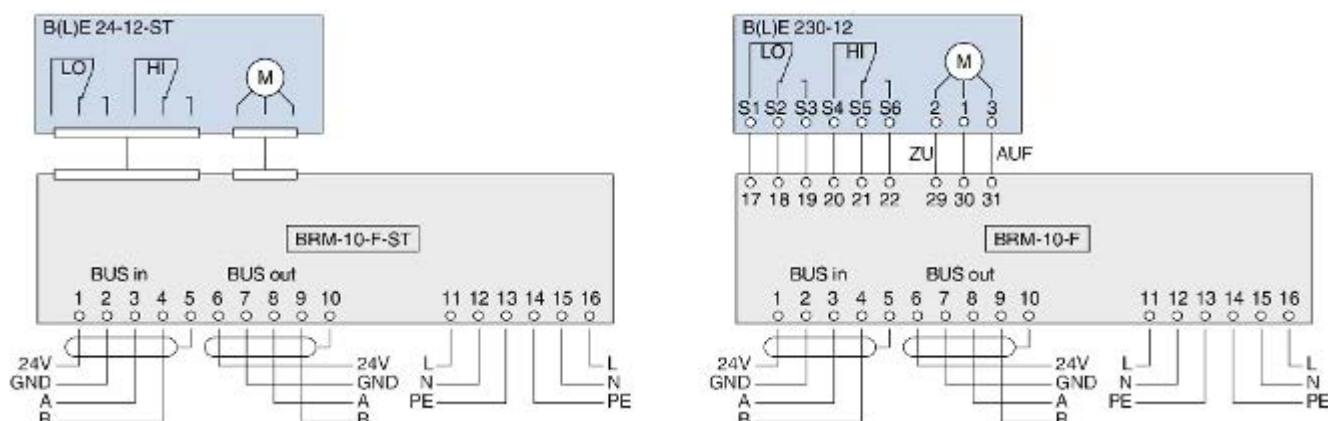 B(L)E 24-12-ST
LO HI M
BRM-10-F-ST
BUS in BUS out
1 2 3 4 5 6 7 8 9 10 11 12 13 14 15 16
24V 24V L L
GND GND N N
A A PE PE
B B
B(L)E 230-12
LO HI M
S1 S2 S3 S4 S5 S6 2 1 3
ZU AUF
17 18 19 20 21 22 29 30 31
BRM-10-F
BUS in BUS out
1 2 3 4 5 6 7 8 9 10 11 12 13 14 15 16
24V 24V L L
GND GND N N
A A PE PE
B B